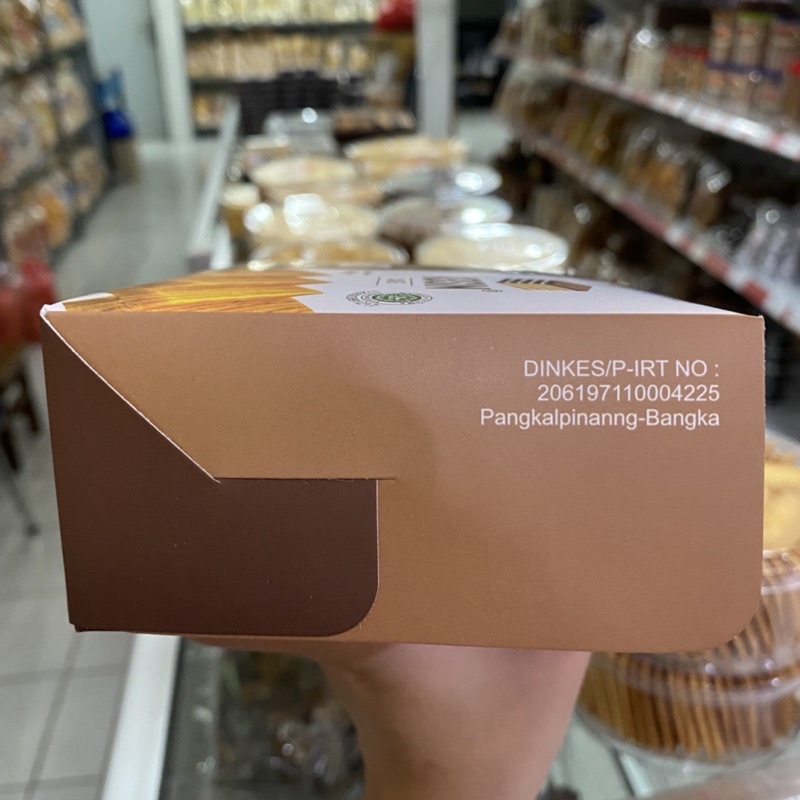 DINKES/P-IRT NO :
206197110004225
Pangkalpinanng-Bangka